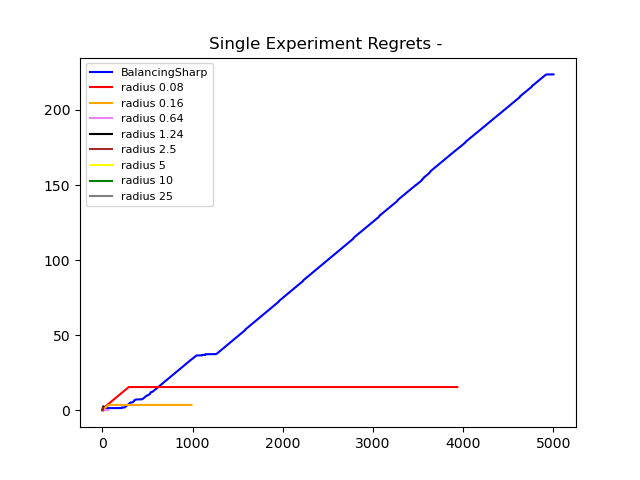 Single Experiment Regrets -
BalancingSharp
radius 0.08
radius 0.16
radius 0.64
radius 1.24
radius 2.5
radius 5
radius 10
radius 25
200
150
100
50
0
0 1000 2000 3000 4000 5000